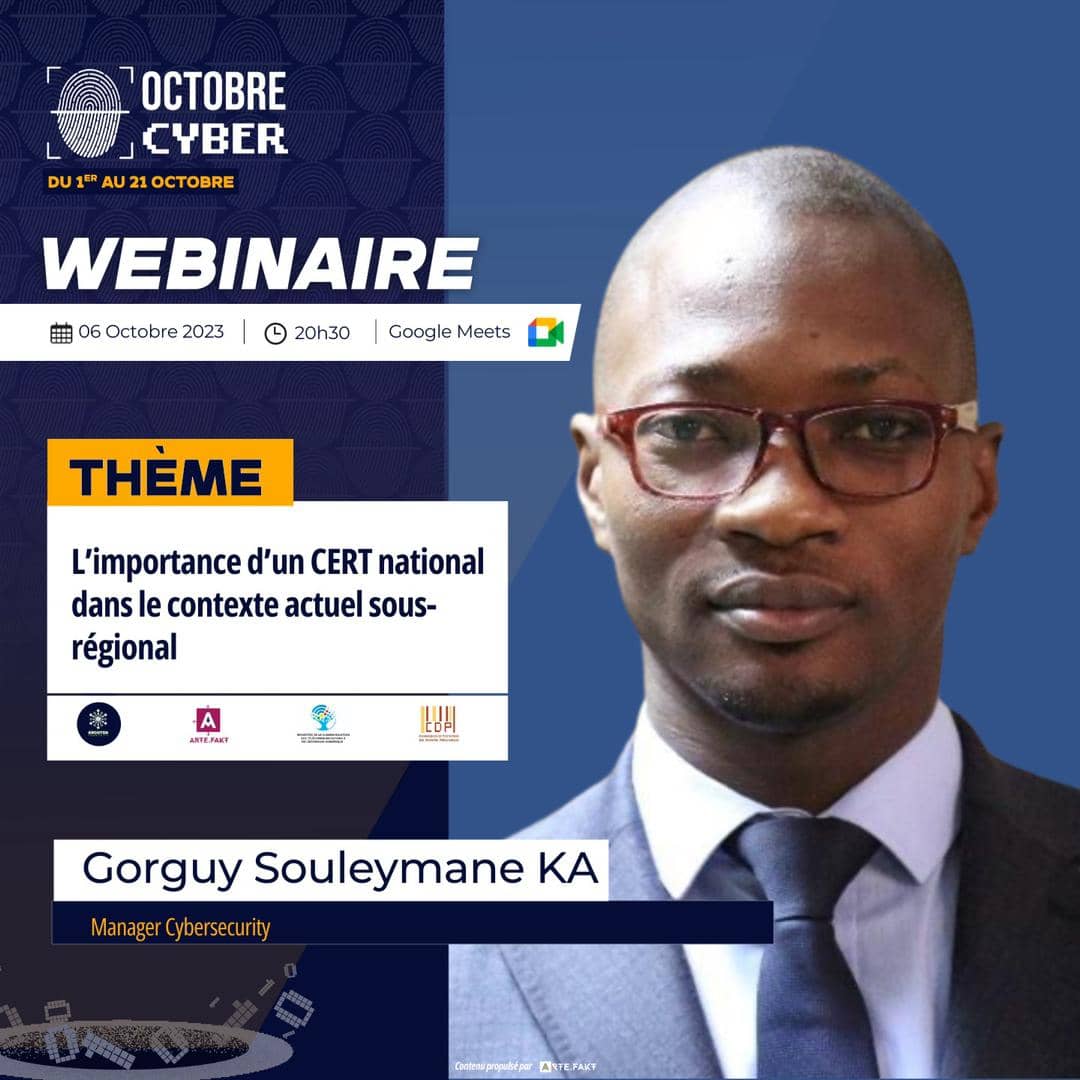 OCTOBRE
CYBER
DU 1ER AU 21 OCTOBRE
WEBINAIRE
06 Octobre 2023 20h30 Google Meets
THÈME
L’importance d’un CERT national
dans le contexte actuel sous-
régional
A
ARTE.FAKT
CDP
Gorguy Souleymane KA
Manager Cybersecurity
Contenu propulsé par ARTE.FAKT